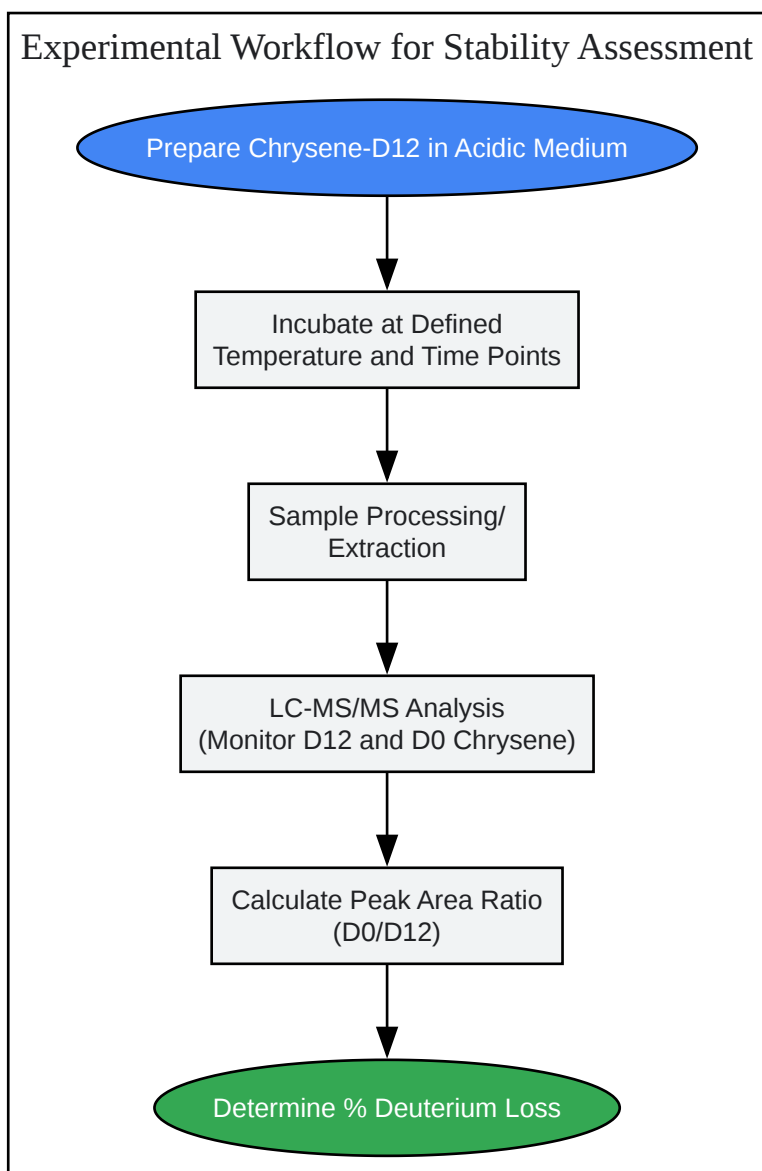 Experimental Workflow for Stability Assessment
Prepare Chrysene-D12 in Acidic Medium
Incubate at Defined
Temperature and Time Points
Sample Processing/
Extraction
LC-MS/MS Analysis
(Monitor D12 and D0 Chrysene)
Calculate Peak Area Ratio
(D0/D12)
Determine % Deuterium Loss